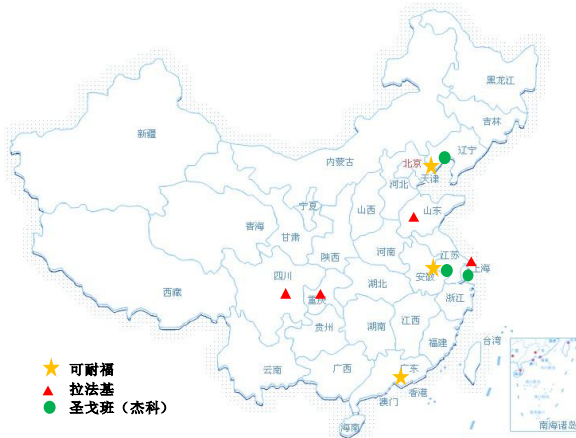 黑龙江
吉林
新疆
辽宁
内蒙古
北京
天津
河北
宁夏
山西
山东
青海
甘肃
陕西
河南
江苏
四川
安徽
上海
西藏
重庆
湖北
浙江
贵州
湖南
江西
福建
台湾
云南
广西
广东
香港
澳门
海南
可耐福
拉法基
圣戈班（杰科）
南海诸岛